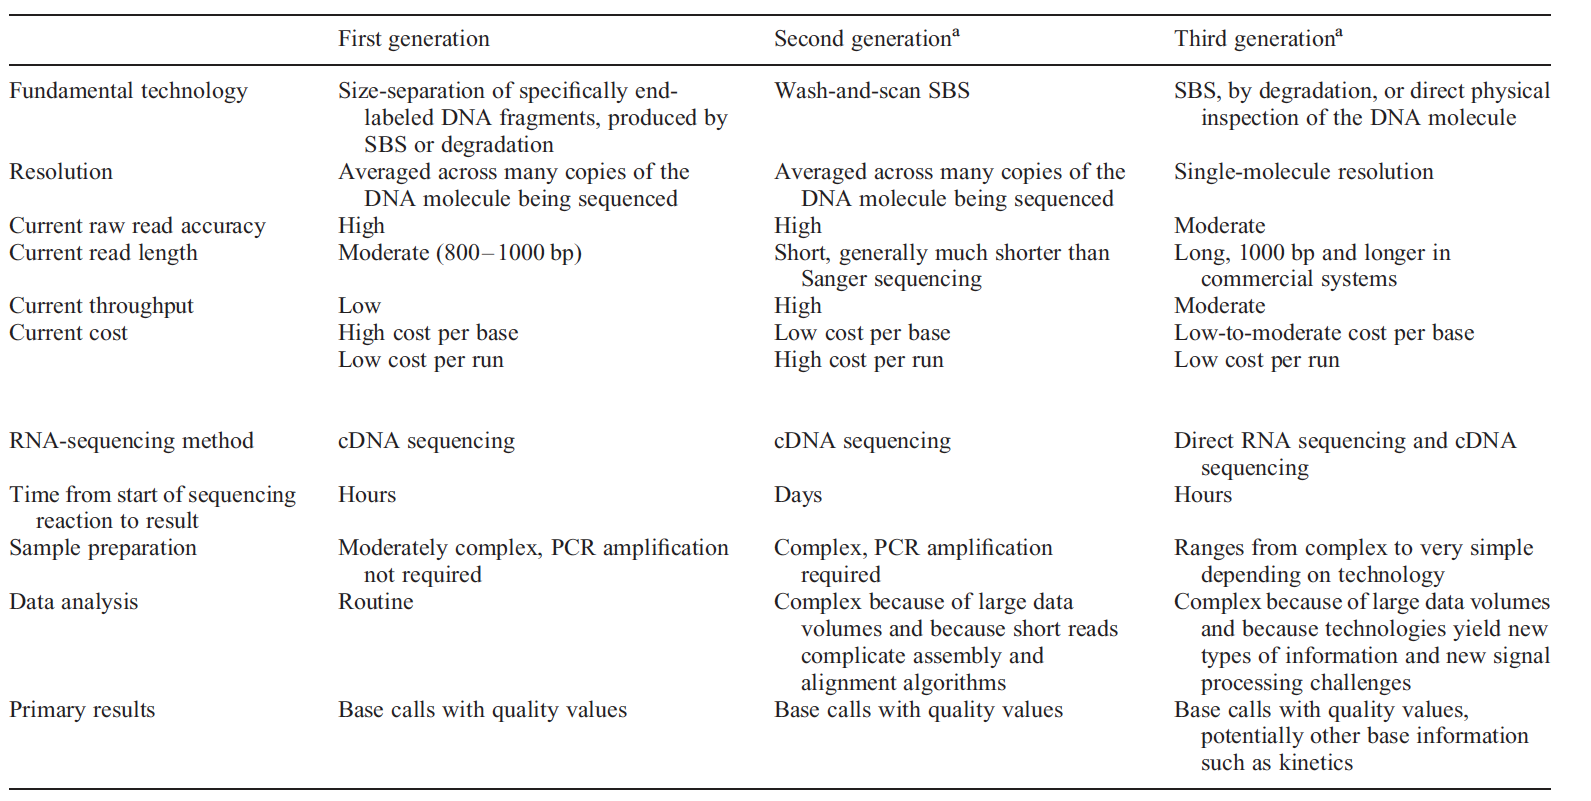 First generation Second generationa Third generationa
Fundamental technology Size-separation of specifically end- Wash-and-scan SBS SBS, by degradation, or direct physical
labeled DNA fragments, produced by inspection of the DNA molecule
SBS or degradation
Resolution Averaged across many copies of the Averaged across many copies of the Single-molecule resolution
DNA molecule being sequenced DNA molecule being sequenced
Current raw read accuracy High High Moderate
Current read length Moderate (800–1000 bp) Short, generally much shorter than Long, 1000 bp and longer in
Sanger sequencing commercial systems
Current throughput Low High Moderate
Current cost High cost per base Low cost per base Low-to-moderate cost per base
Low cost per run High cost per run Low cost per run
RNA-sequencing method cDNA sequencing cDNA sequencing Direct RNA sequencing and cDNA
sequencing
Time from start of sequencing Hours Days Hours
reaction to result
Sample preparation Moderately complex, PCR amplification Complex, PCR amplification Ranges from complex to very simple
not required required depending on technology
Data analysis Routine Complex because of large data Complex because of large data volumes
volumes and because short reads and because technologies yield new
complicate assembly and types of information and new signal
alignment algorithms processing challenges
Primary results Base calls with quality values Base calls with quality values Base calls with quality values,
potentially other base information
such as kinetics